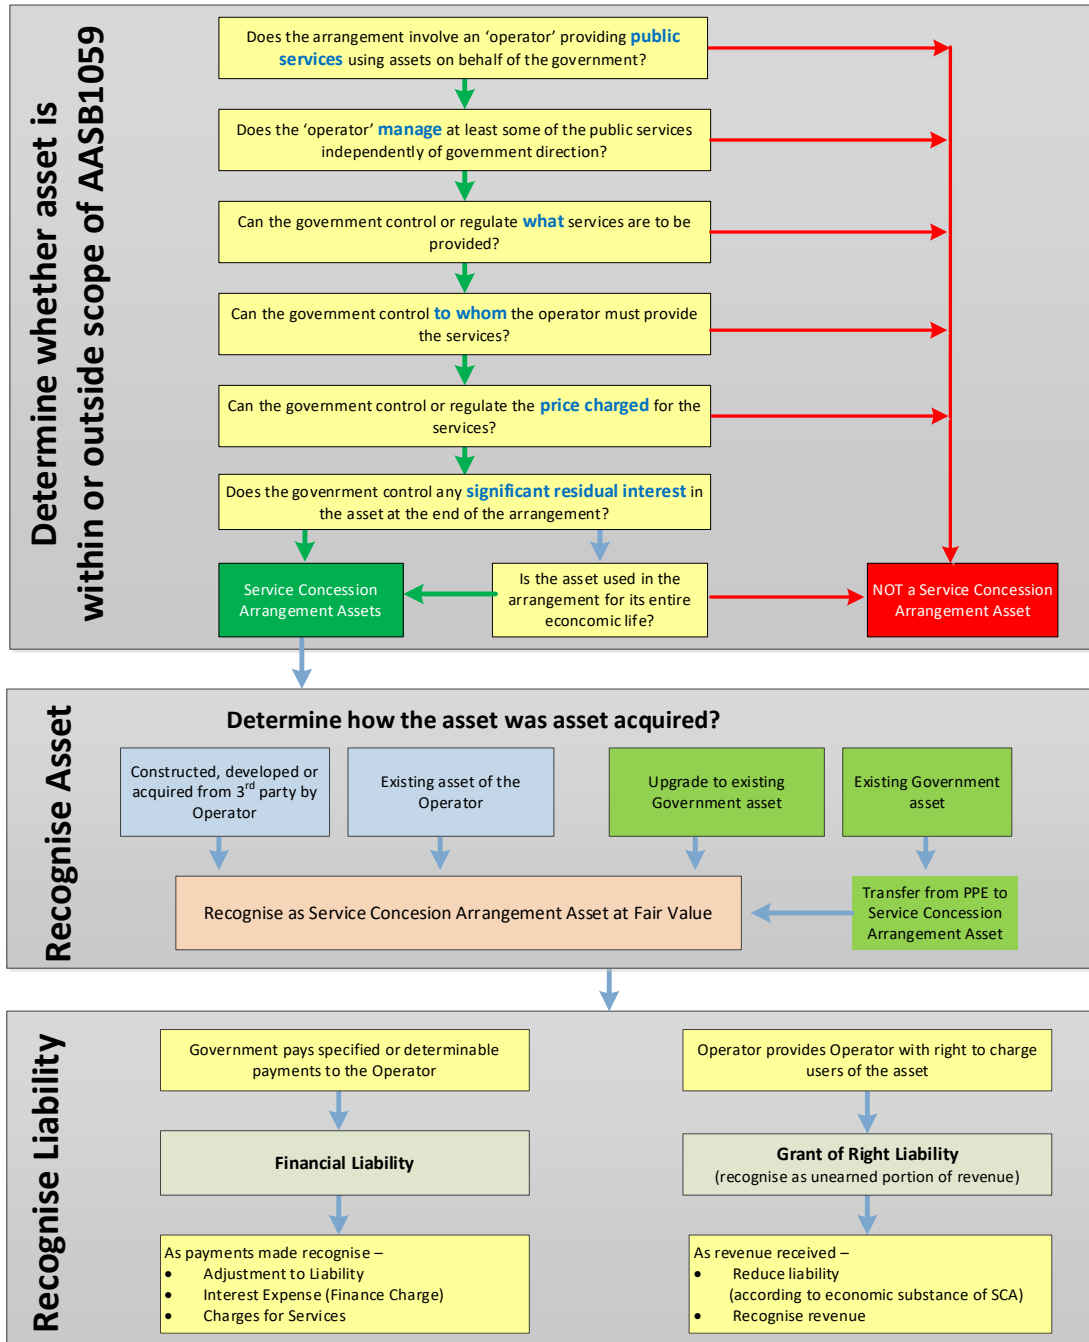 Determine whether asset is
within or outside scope of AASB1059
Does the arrangement involve an ‘operator’ providing public
services using assets on behalf of the government?
Does the ‘operator’ manage at least some of the public services
independently of government direction?
Can the government control or regulate what services are to be
provided?
Can the government control to whom the operator must provide
the services?
Can the government control or regulate the price charged for the
services?
Does the govenrment control any significant residual interest in
the asset at the end of the arrangement?
Service Concession
Arrangement Assets
Is the asset used in the
arrangement for its entire
econcomic life?
NOT a Service Concession
Arrangement Asset
Recognise Asset
Determine how the asset was asset acquired?
Constructed, developed or
acquired from 3rd party by
Operator
Existing asset of the
Operator
Upgrade to existing
Government asset
Existing Government
asset
Recognise as Service Concesion Arrangement Asset at Fair Value
Transfer from PPE to
Service Concession
Arrangement Asset
Recognise Liability
Government pays specified or determinable
payments to the Operator
Operator provides Operator with right to charge
users of the asset
Financial Liability
Grant of Right Liability
(recognise as unearned portion of revenue)
As payments made recognise –
• Adjustment to Liability
• Interest Expense (Finance Charge)
• Charges for Services
As revenue received –
• Reduce liability
(according to economic substance of SCA)
• Recognise revenue